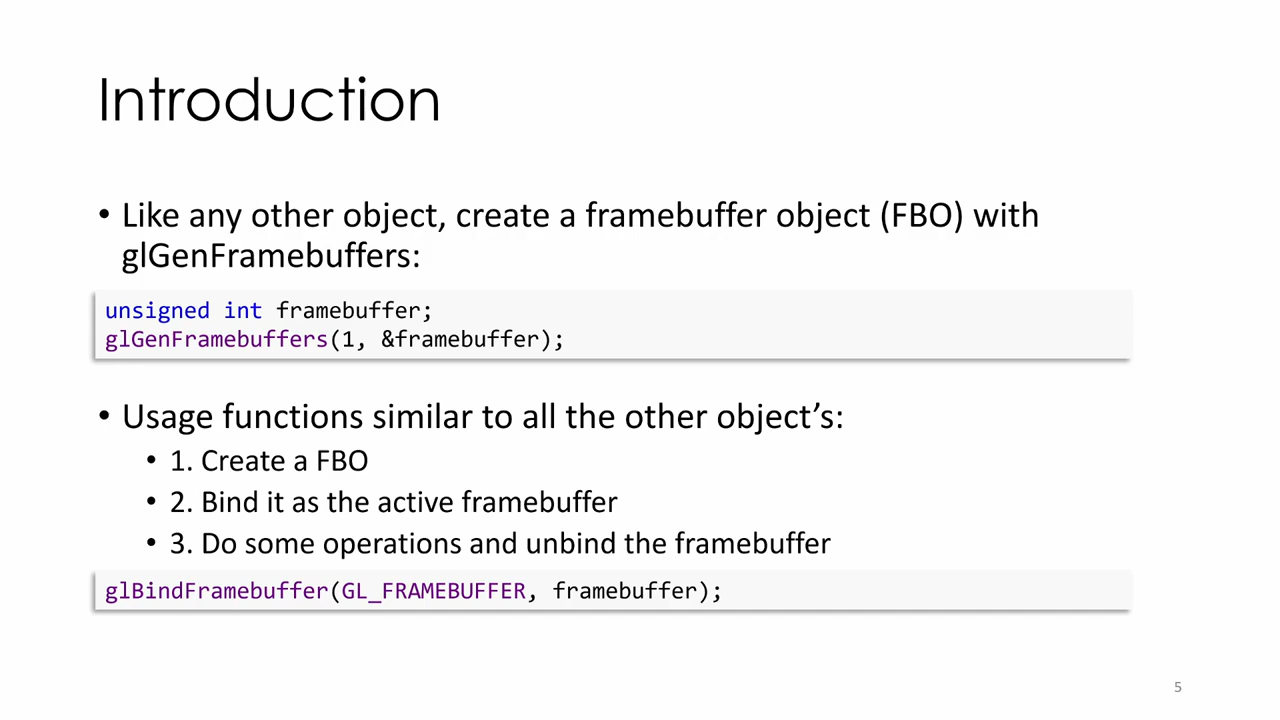 Introduction
• Like any other object, create a framebuffer object (FBO) with
glGenFramebuffers:
unsigned int framebuffer;
glGenFramebuffers(1, &framebuffer);
• Usage functions similar to all the other object’s:
• 1. Create a FBO
• 2. Bind it as the active framebuffer
• 3. Do some operations and unbind the framebuffer
glBindFramebuffer(GL_FRAMEBUFFER, framebuffer);
5